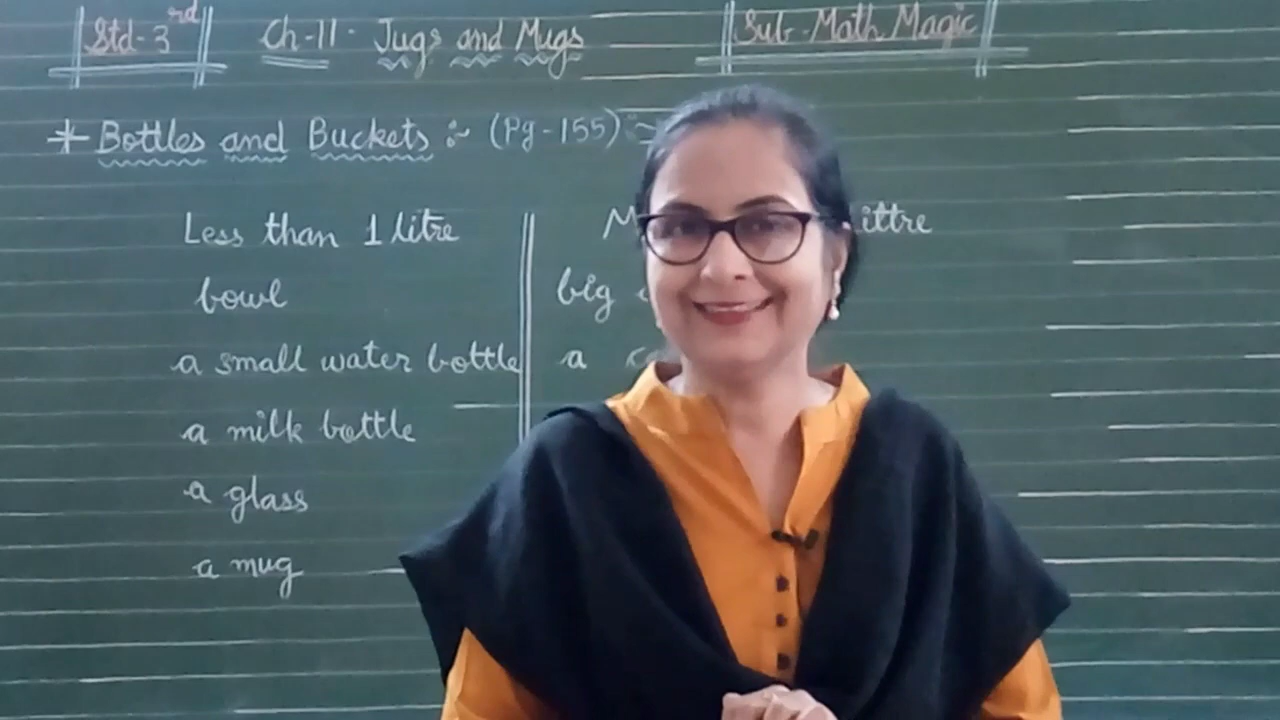 Std-3rd Ch-11. Jugs and Mugs Sub-Math Magic
* Bottles and Buckets :- (Pg-155)
Less than 1 litre
bowl big
a small water bottle a
a milk bottle
a glass
a mug